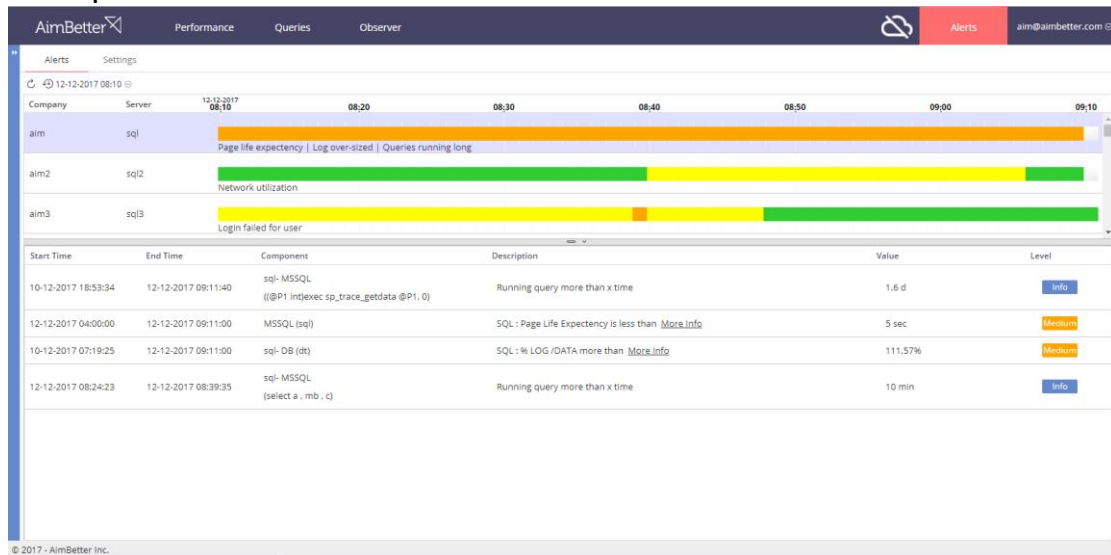 AimBetter Performance Queries Observer Alerts aim@aimbetter.com
Alerts Settings
12-12-2017 08:10
Company Server 12-12-2017 08:10 08:20 08:30 08:40 08:50 09:00 09:10
aim sql
Page life expectency | Log over-sized | Queries running long
aim2 sql2
Network utilization
aim3 sql3
Login failed for user
Start Time End Time Component Description Value Level
10-12-2017 18:53:34 12-12-2017 09:11:40 sql- MSSQL Running query more than x time 1.6 d Info
((@P1 int)exec sp_trace_getdata @P1, 0)
12-12-2017 04:00:00 12-12-2017 09:11:00 MSSQL (sql) SQL : Page Life Expectency is less than More Info 5 sec Medium
10-12-2017 07:19:25 12-12-2017 09:11:00 sql- DB (dt) SQL : % LOG /DATA more than More Info 111.57% Medium
12-12-2017 08:24:23 12-12-2017 08:39:35 sql- MSSQL Running query more than x time 10 min Info
(select a , mb , c)
© 2017 - AimBetter Inc.